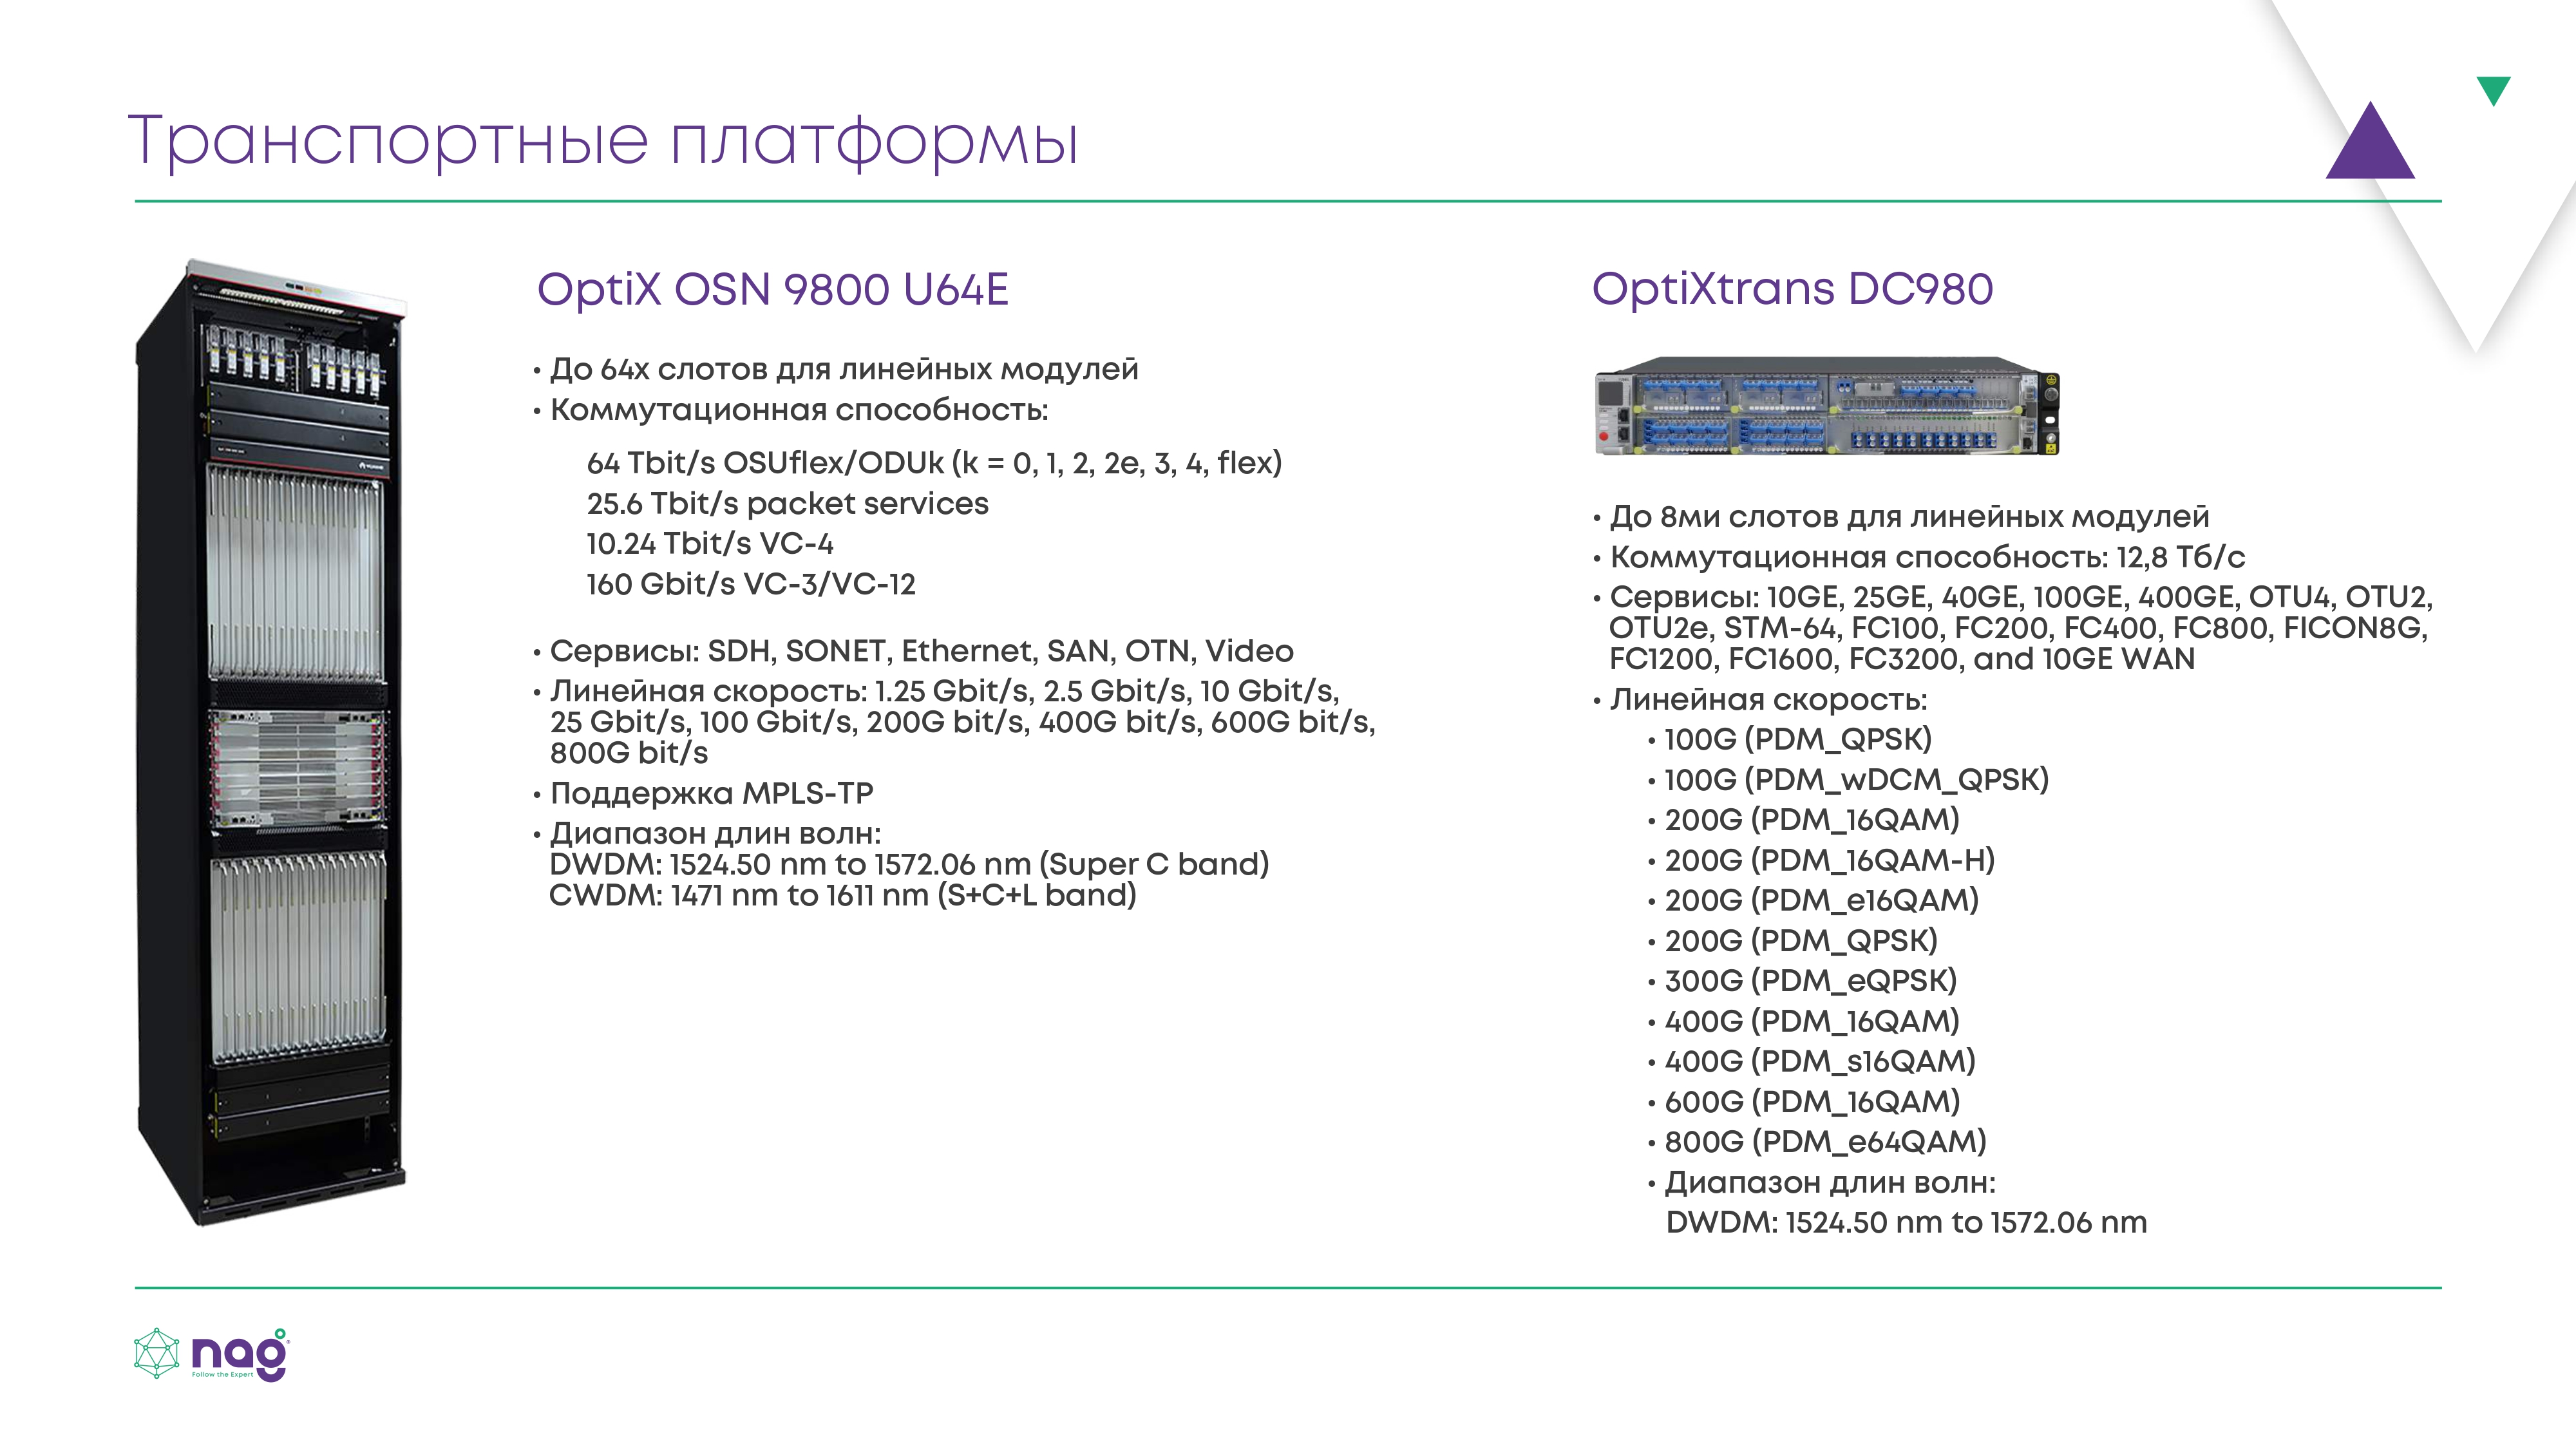 Транспортные платформы
OptiX OSN 9800 U64E
• До 64х слотов для линейных модулей
• Коммутационная способность:
64 Tbit/s OSUflex/ODUk (k = 0, 1, 2, 2e, 3, 4, flex)
25.6 Tbit/s packet services
10.24 Tbit/s VC-4
160 Gbit/s VC-3/VC-12
• Сервисы: SDH, SONET, Ethernet, SAN, OTN, Video
• Линейная скорость: 1.25 Gbit/s, 2.5 Gbit/s, 10 Gbit/s,
25 Gbit/s, 100 Gbit/s, 200G bit/s, 400G bit/s, 600G bit/s,
800G bit/s
• Поддержка MPLS-TP
• Диапазон длин волн:
DWDM: 1524.50 nm to 1572.06 nm (Super C band)
CWDM: 1471 nm to 1611 nm (S+C+L band)
OptiXtrans DC980
• До 8ми слотов для линейных модулей
• Коммутационная способность: 12,8 Тб/с
• Сервисы: 10GE, 25GE, 40GE, 100GE, 400GE, OTU4, OTU2,
OTU2e, STM-64, FC100, FC200, FC400, FC800, FICON8G,
FC1200, FC1600, FC3200, and 10GE WAN
• Линейная скорость:
• 100G (PDM_QPSK)
• 100G (PDM_wDCM_QPSK)
• 200G (PDM_16QAM)
• 200G (PDM_16QAM-H)
• 200G (PDM_e16QAM)
• 200G (PDM_QPSK)
• 300G (PDM_eQPSK)
• 400G (PDM_16QAM)
• 400G (PDM_s16QAM)
• 600G (PDM_16QAM)
• 800G (PDM_e64QAM)
• Диапазон длин волн:
DWDM: 1524.50 nm to 1572.06 nm
nag
Follow the Expert